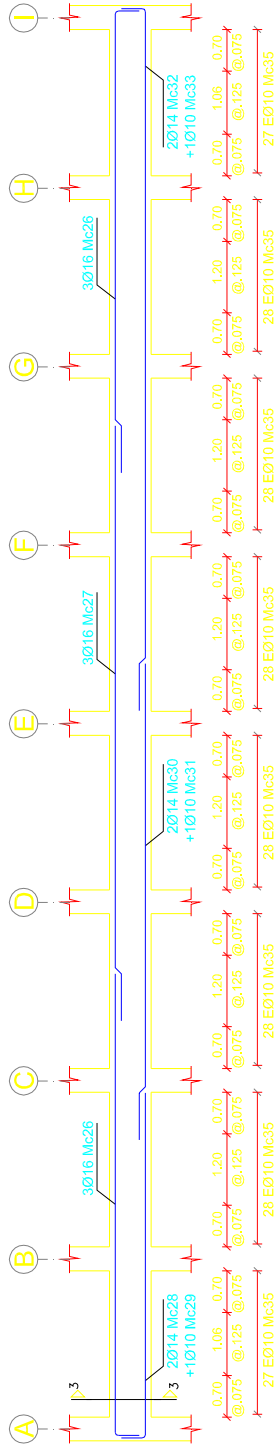 A B C D E F G H I
3Ø16 Mc26
3Ø16 Mc27
3Ø16 Mc26
3
3
2Ø14 Mc28
+1Ø10 Mc29
2Ø14 Mc30
+1Ø10 Mc31
2Ø14 Mc32
+1Ø10 Mc33
0.70 1.06 0.70
@.075 @.125 @.075
27 EØ10 Mc35
0.70 1.20 0.70
@.075 @.125 @.075
28 EØ10 Mc35
0.70 1.20 0.70
@.075 @.125 @.075
28 EØ10 Mc35
0.70 1.20 0.70
@.075 @.125 @.075
28 EØ10 Mc35
0.70 1.20 0.70
@.075 @.125 @.075
28 EØ10 Mc35
0.70 1.20 0.70
@.075 @.125 @.075
28 EØ10 Mc35
0.70 1.20 0.70
@.075 @.125 @.075
28 EØ10 Mc35
0.70 1.06 0.70
@.075 @.125 @.075
27 EØ10 Mc35